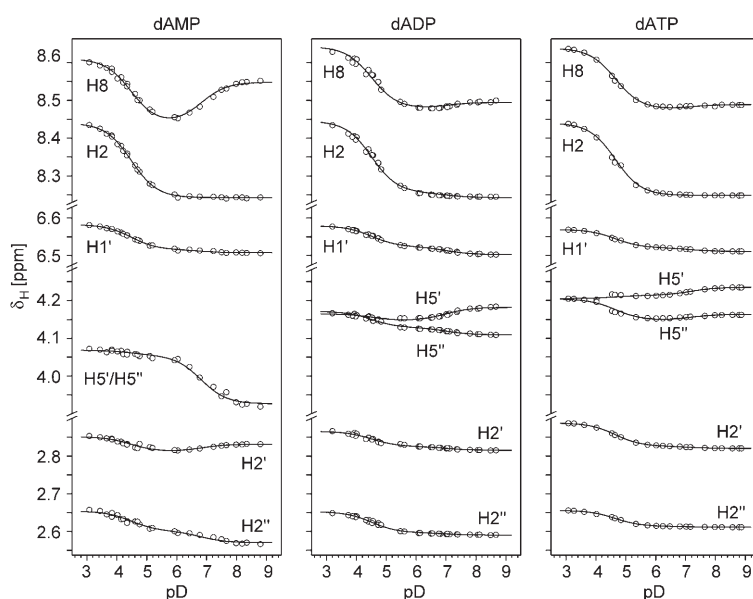 dAMP dADP dATP
δH [ppm]
8.6
8.5
8.4
8.3
6.6
6.5
4.2
4.1
4.0
2.8
2.7
2.6
H8
H2
H1'
H5'/H5"
H2'
H2"
H8
H2
H1'
H5'
H5"
H2'
H2"
H8
H2
H1'
H5'
H5"
H2'
H2"
3 4 5 6 7 8 9 3 4 5 6 7 8 9 3 4 5 6 7 8 9
pD pD pD